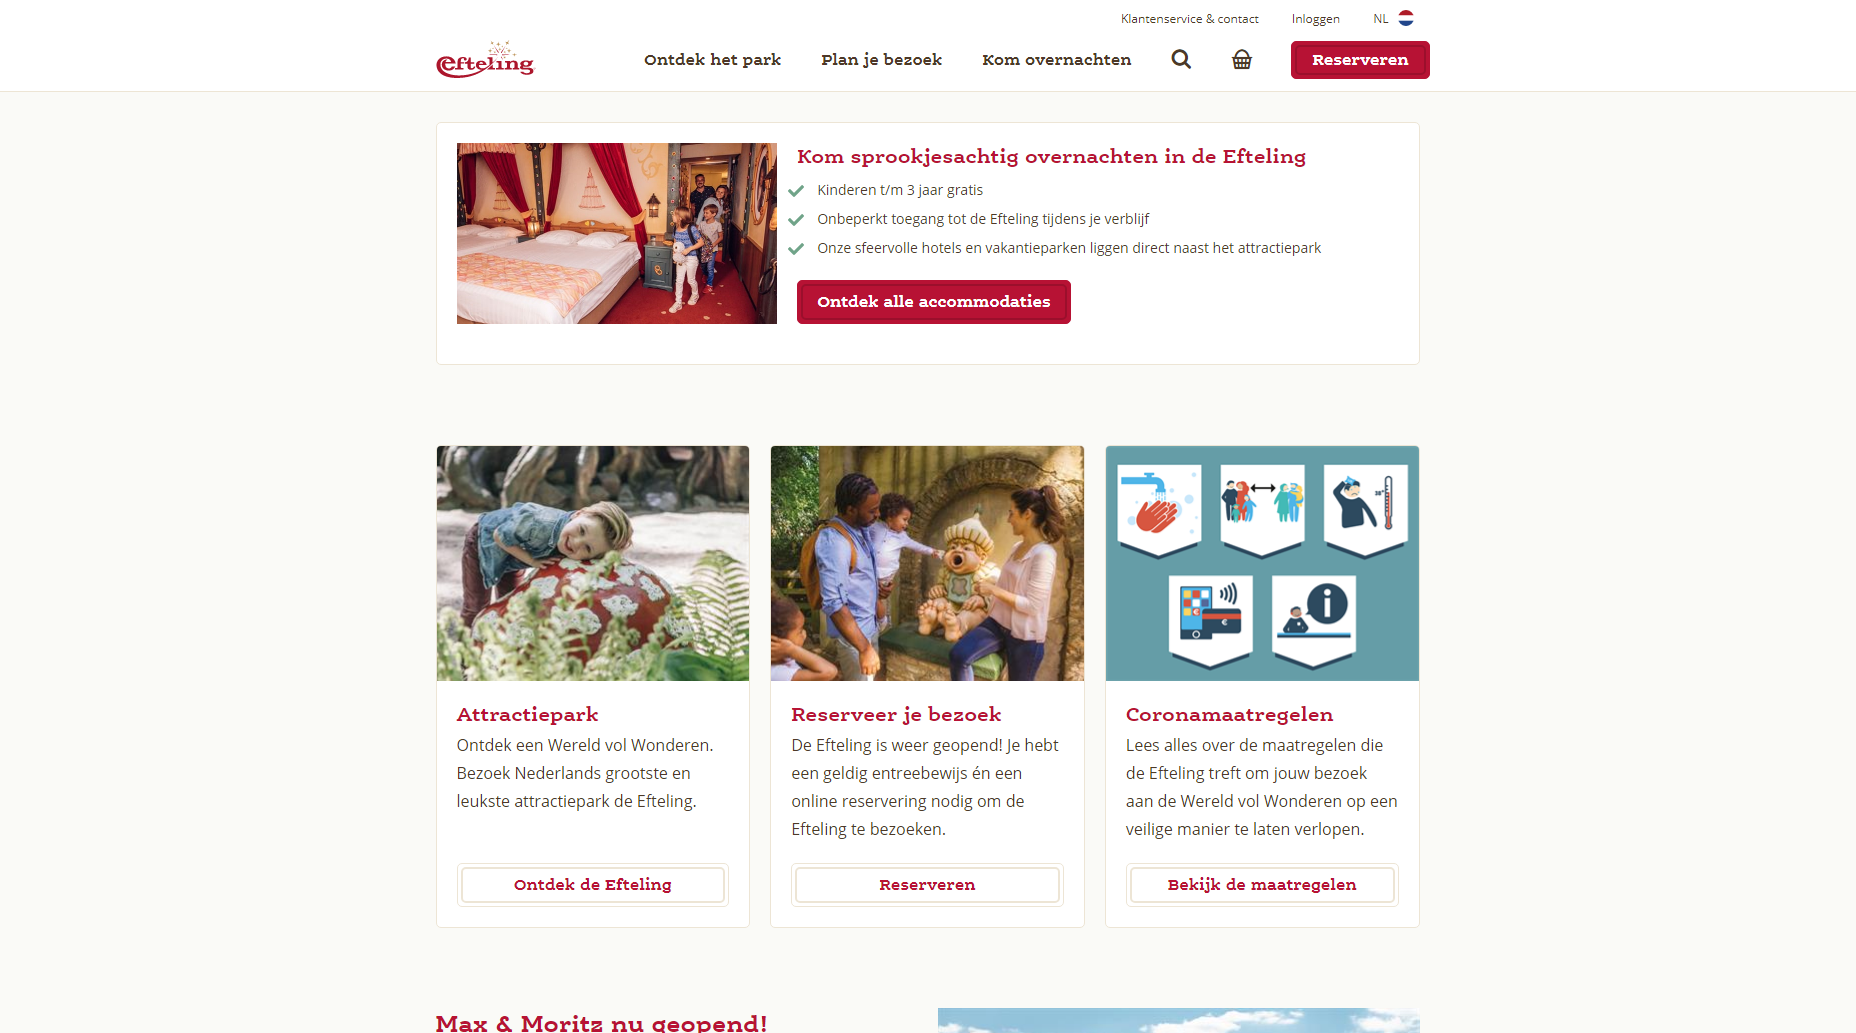 Klantenservice & contact Inloggen NL
efteling Ontdek het park Plan je bezoek Kom overnachten Reserveren
Kom sprookjesachtig overnachten in de Efteling
Kinderen t/m 3 jaar gratis
Onbeperkt toegang tot de Efteling tijdens je verblijf
Onze sfeervolle hotels en vakantieparken liggen direct naast het attractiepark
Ontdek alle accommodaties
38°
€
i
Attractiepark
Ontdek een Wereld vol Wonderen.
Bezoek Nederlands grootste en
leukste attractiepark de Efteling.
Ontdek de Efteling
Reserveer je bezoek
De Efteling is weer geopend! Je hebt
een geldig entreebewijs én een
online reservering nodig om de
Efteling te bezoeken.
Reserveren
Coronamaatregelen
Lees alles over de maatregelen die
de Efteling treft om jouw bezoek
aan de Wereld vol Wonderen op een
veilige manier te laten verlopen.
Bekijk de maatregelen
Max & Moritz nu geopend!